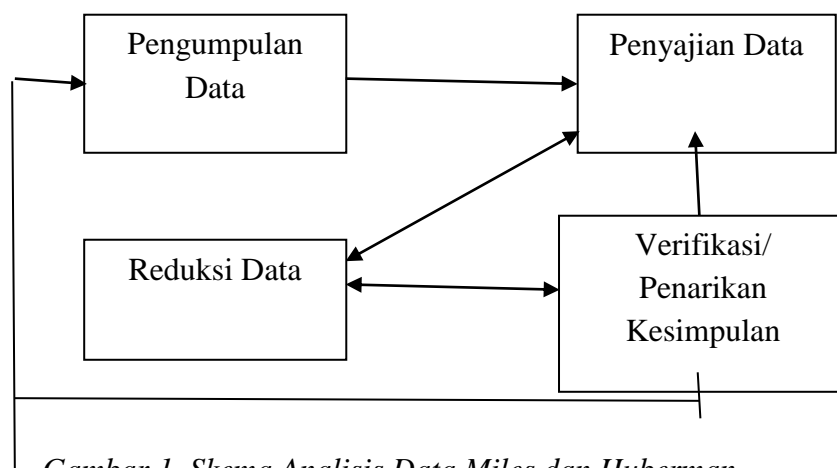 Pengumpulan
Data
Penyajian Data
Reduksi Data
Verifikasi/
Penarikan
Kesimpulan
Gambar 1. Skema Analisis Data Miles dan Huberman